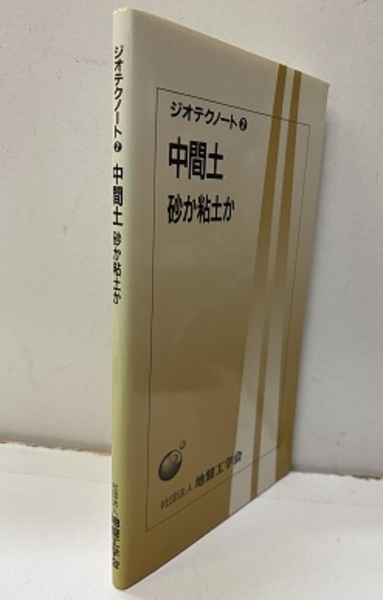 ジオテクノート❷
中間土
砂か粘土か
社団法人 地盤工学会
ジオテクノート❷ 中間土 砂か粘土か 社団法人 地盤工学会